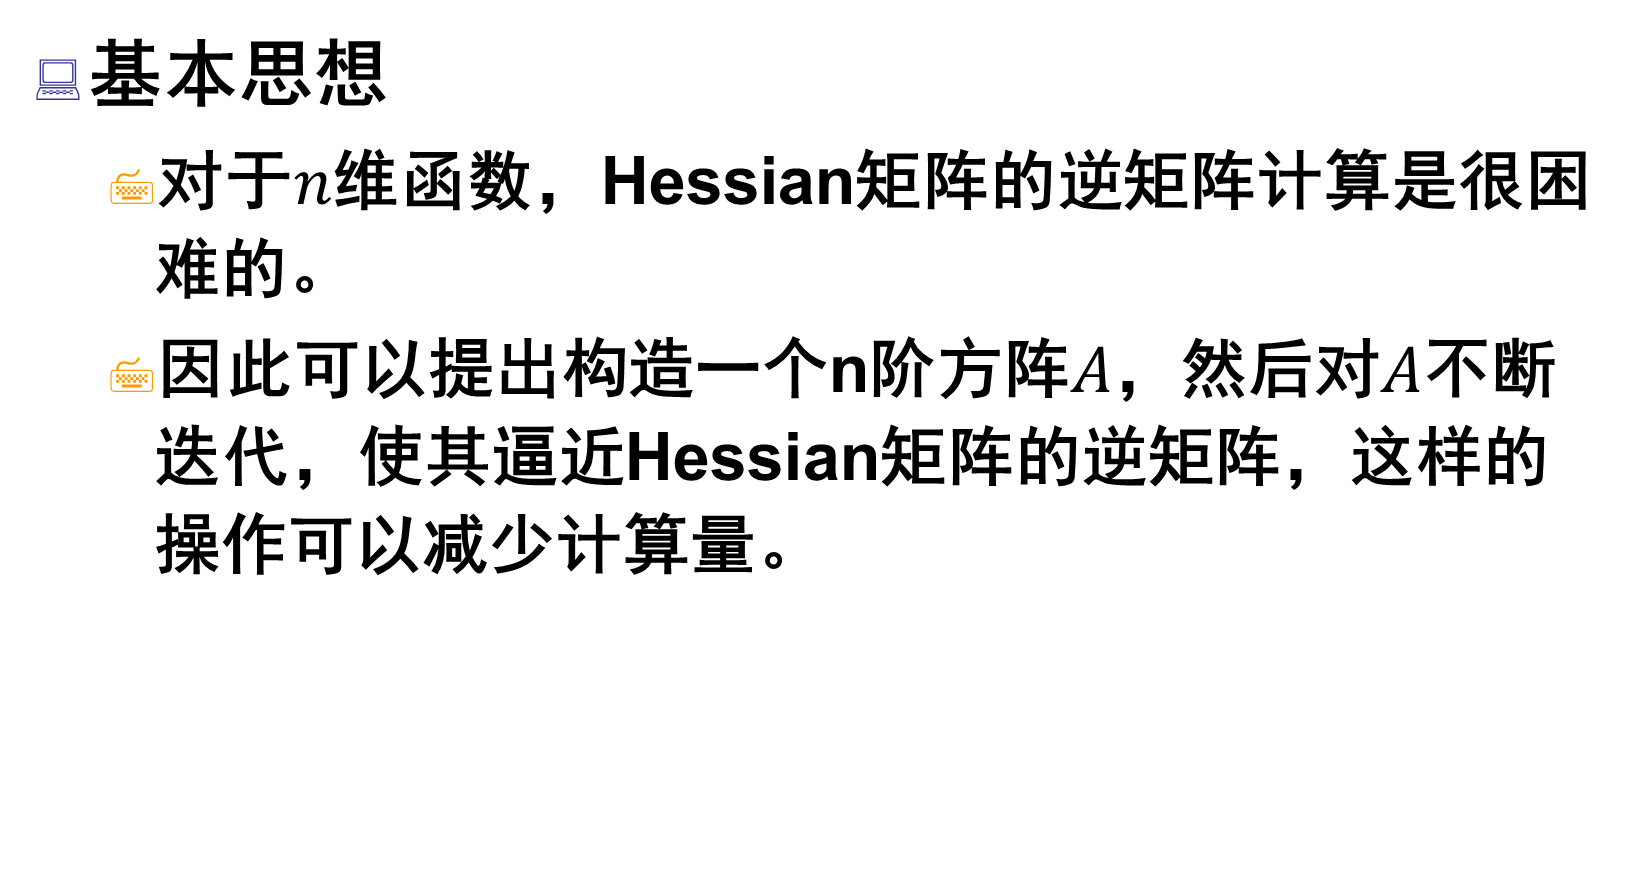 基本思想
对于n维函数，Hessian矩阵的逆矩阵计算是很困
难的。
因此可以提出构造一个n阶方阵A，然后对A不断
迭代，使其逼近Hessian矩阵的逆矩阵，这样的
操作可以减少计算量。